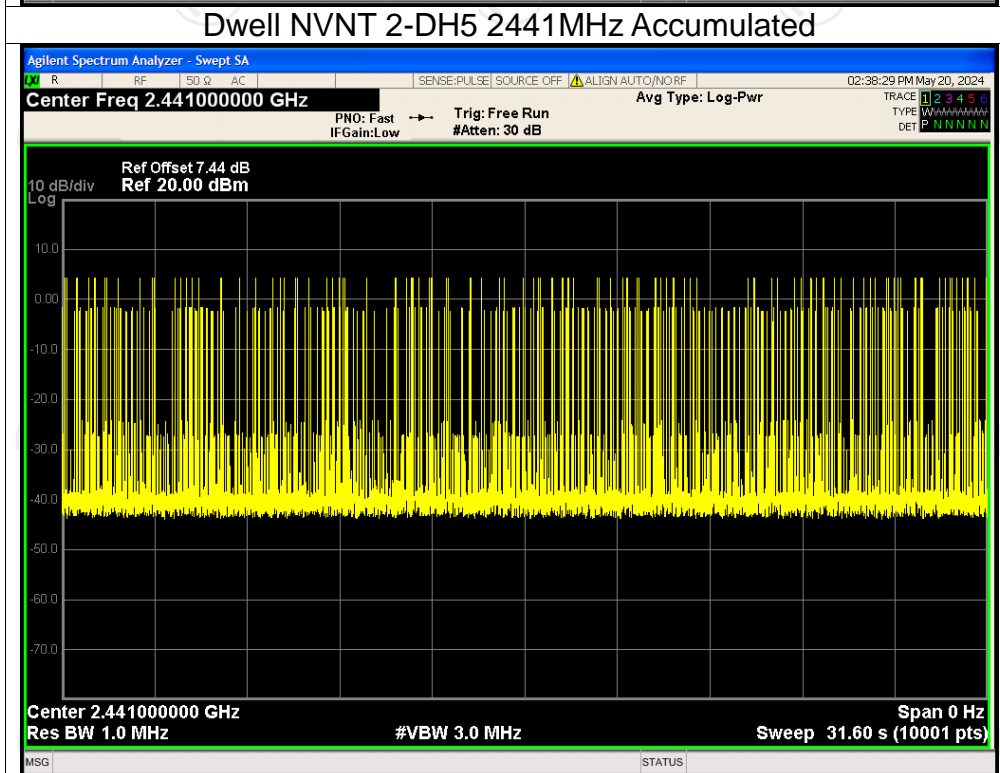 Dwell NVNT 2-DH5 2441MHz Accumulated
Agilent Spectrum Analyzer - Swept SA
LXI R RF 50 Ω AC SENSE:PULSE SOURCE OFF ALIGN AUTO/NO RF 02:38:29 PM May 20, 2024
Center Freq 2.441000000 GHz Avg Type: Log-Pwr TRACE 1 2 3 4 5 6
PNO: Fast Trig: Free Run TYPE WWWWWW
IFGain:Low #Atten: 30 dB DET P N N N N N
Ref Offset 7.44 dB
10 dB/div Ref 20.00 dBm
Log
10.0
0.00
-10.0
-20.0
-30.0
-40.0
-50.0
-60.0
-70.0
Center 2.441000000 GHz Span 0 Hz
Res BW 1.0 MHz #VBW 3.0 MHz Sweep 31.60 s (10001 pts)
MSG STATUS